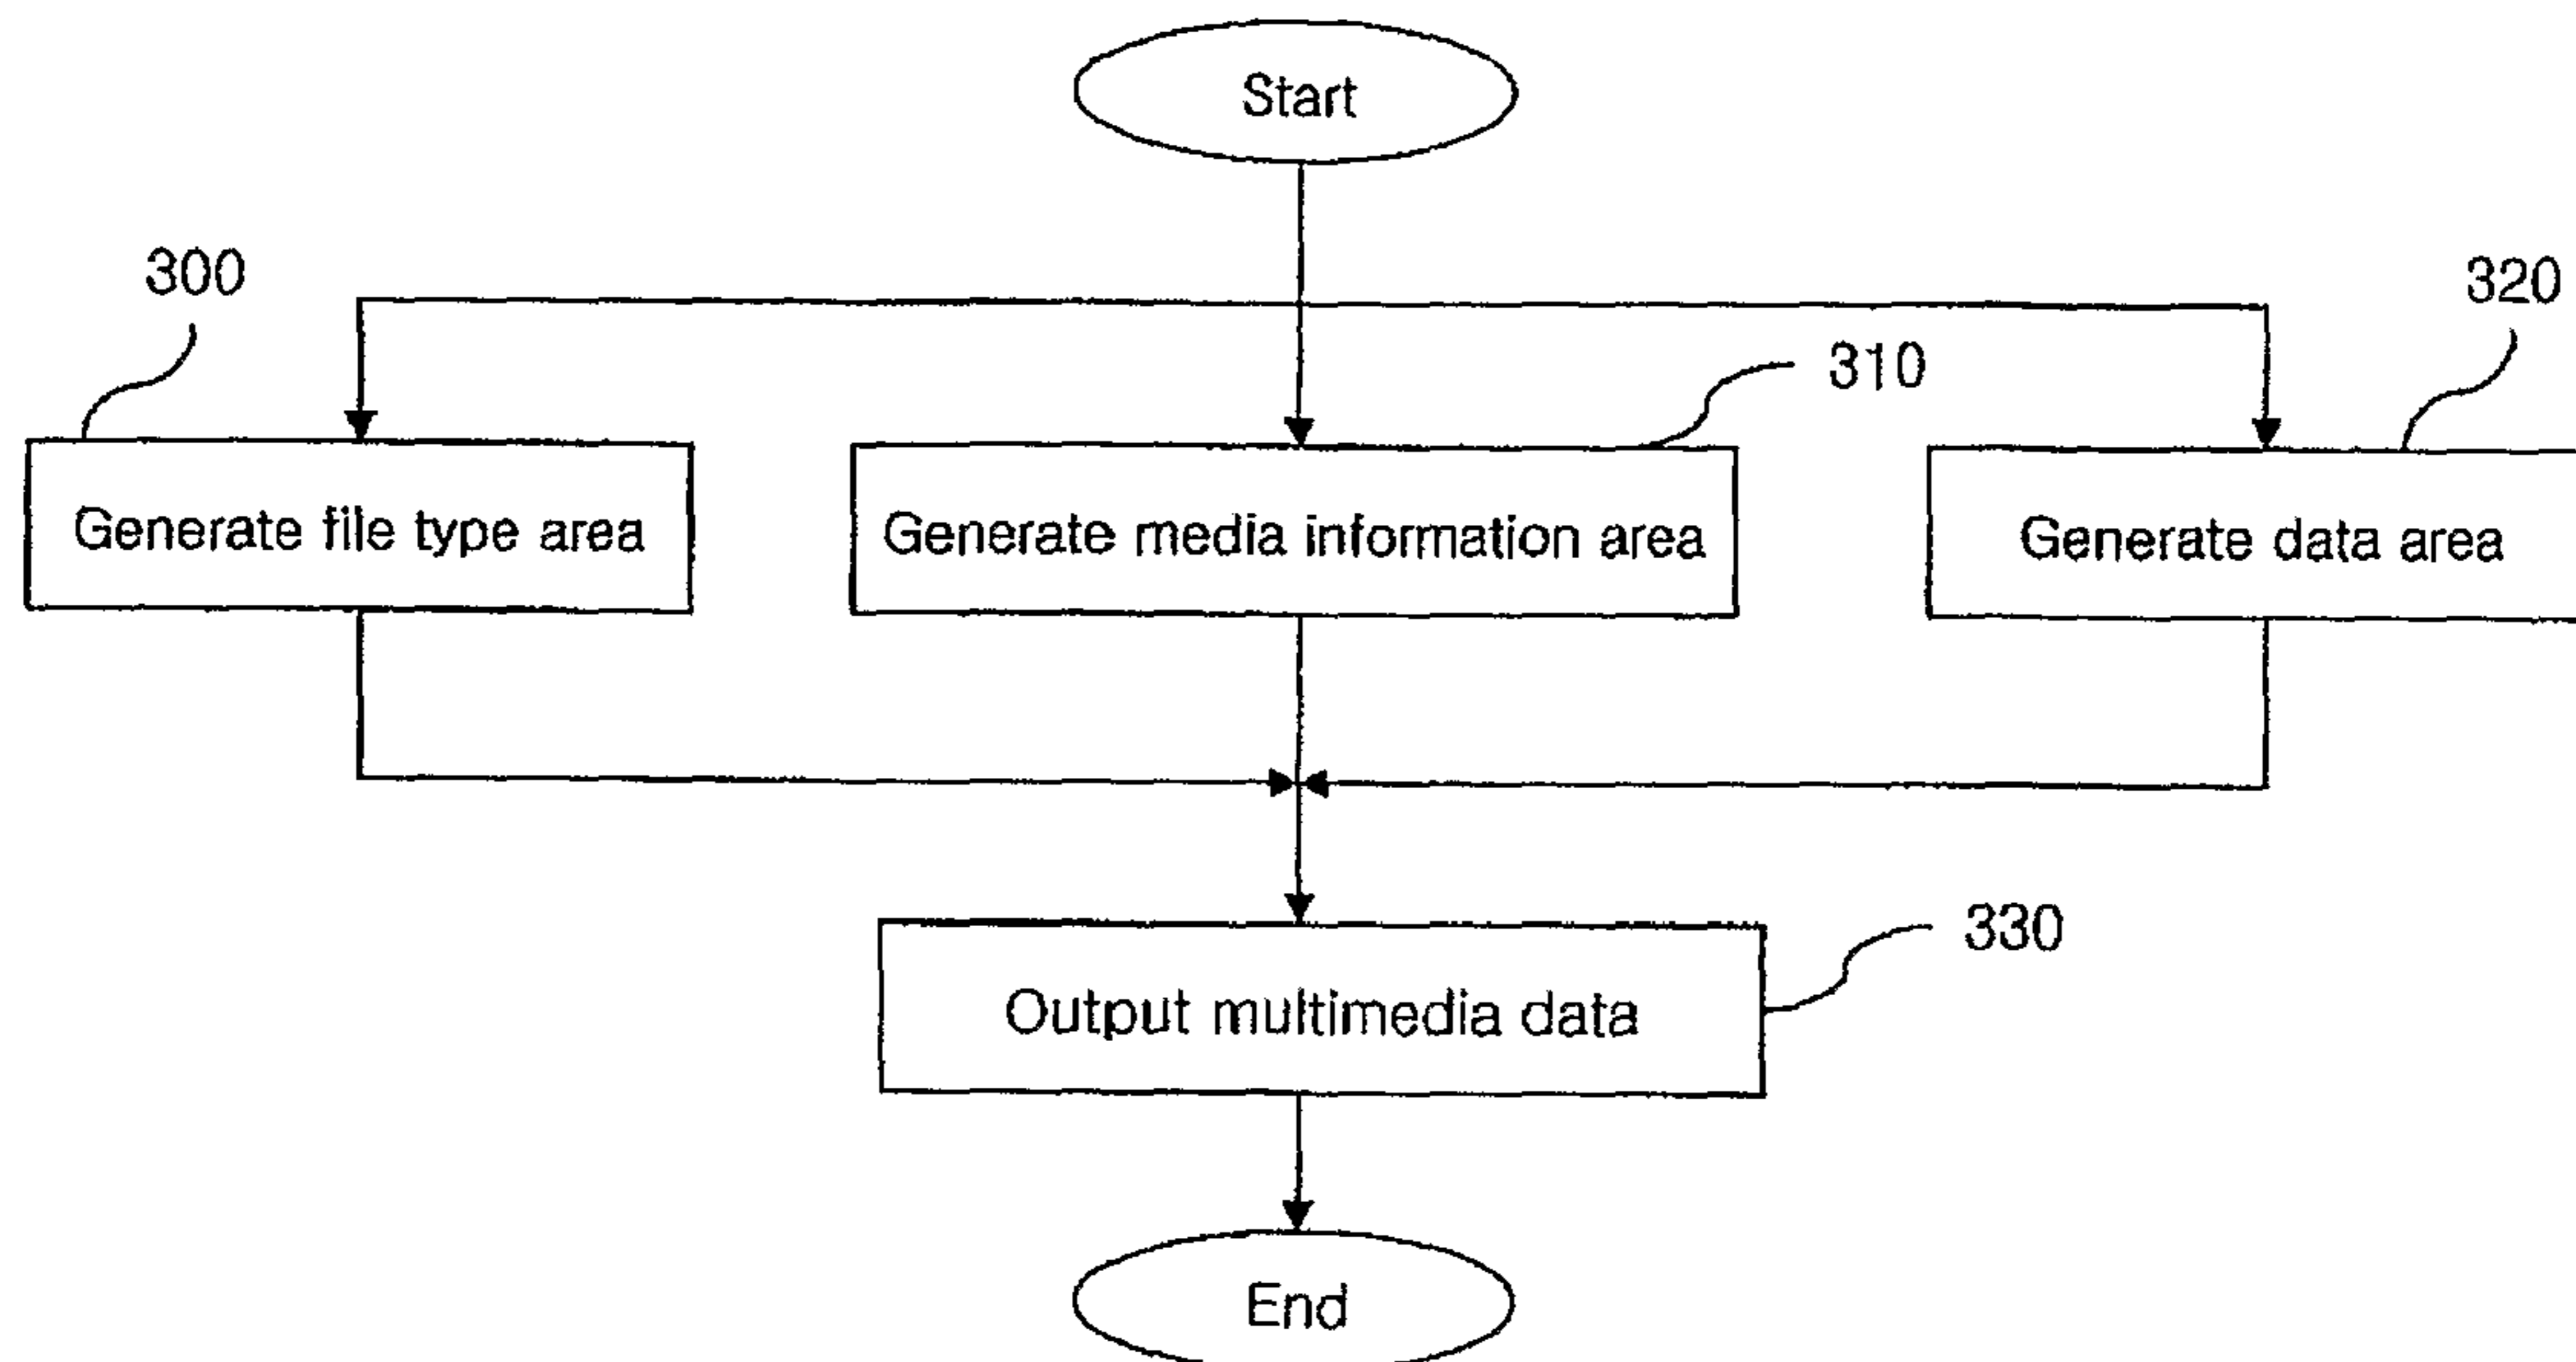 Start
300
320
310
Generate file type area
Generate media information area
Generate data area
330
Output multimedia data
End